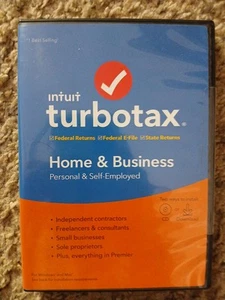 intuit
turbotax®
Federal Returns Federal E-File State Returns
Home & Business
Personal & Self-Employed
• Independent contractors
• Freelancers & consultants
• Small businesses
• Sole proprietors
• Plus, everything in Premier